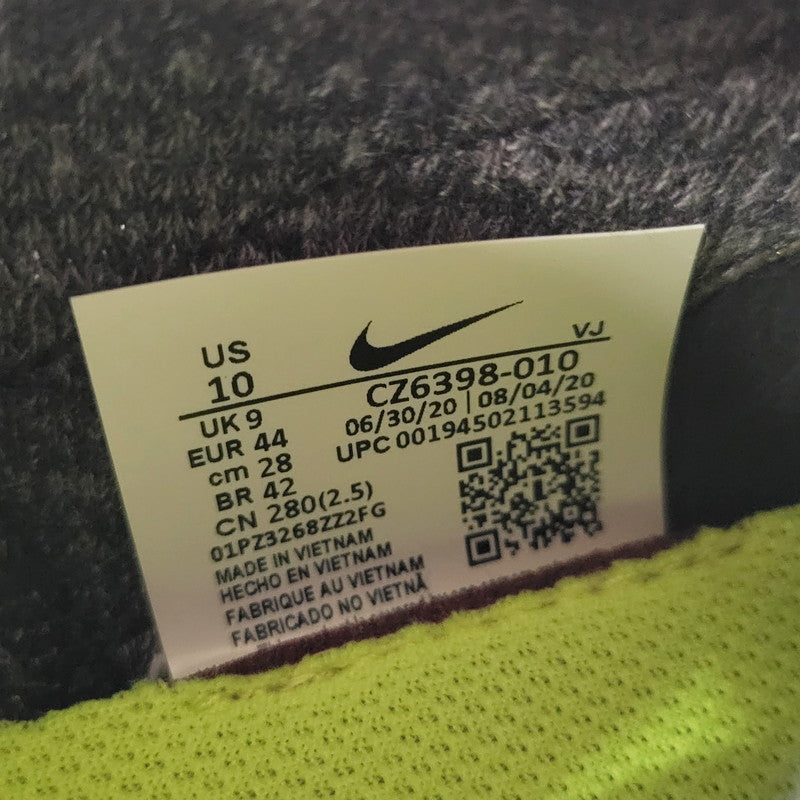 US
10
VJ
CZ6398-010
06/30/20 | 08/04/20
UPC 00194502113594
UK 9
EUR 44
cm 28
BR 42
CN 280(2.5)
01PZ3268ZZ2FG
MADE IN VIETNAM
HECHO EN VIETNAM
FABRIQUE AU VIETNAM
FABRICADO NO VIETNÃ